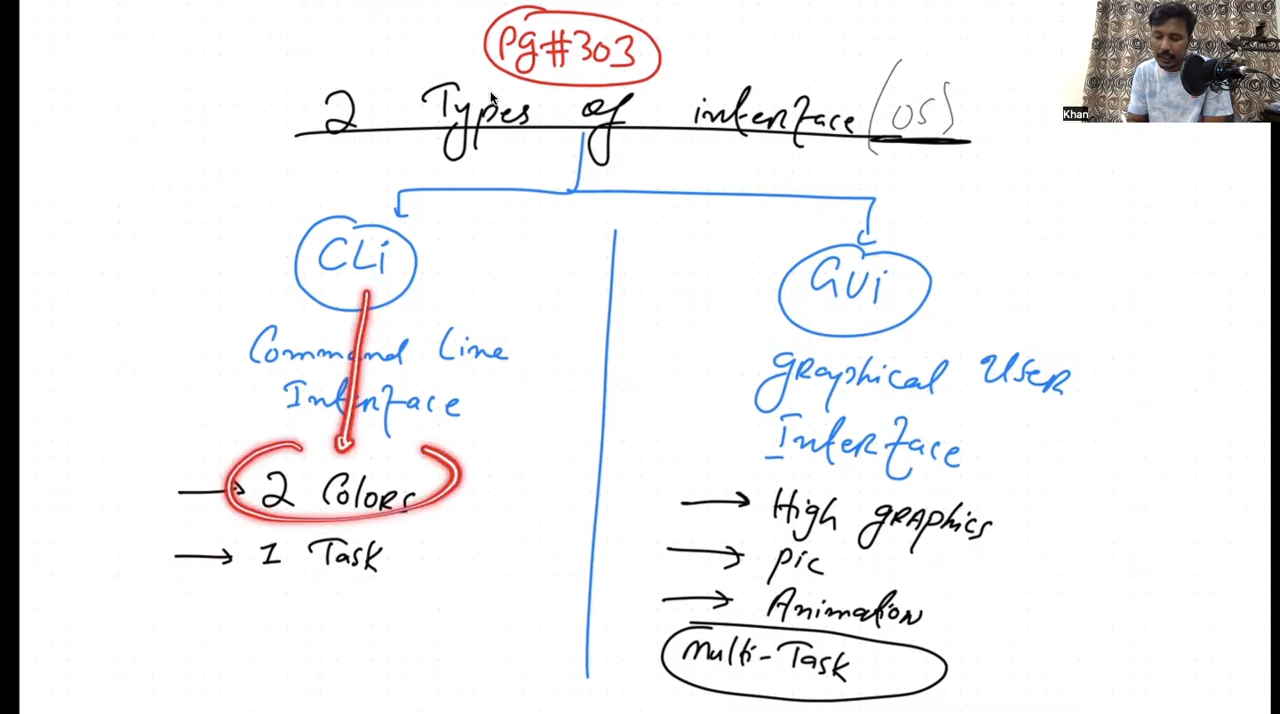 Pg#303
2 Types of interface (OS)
CLi
Command Line
Interface
→ 2 Colors
→ 1 Task
GUi
Graphical User
Interface
→ High graphics
→ Pic
→ Animation
Multi-Task
Khan